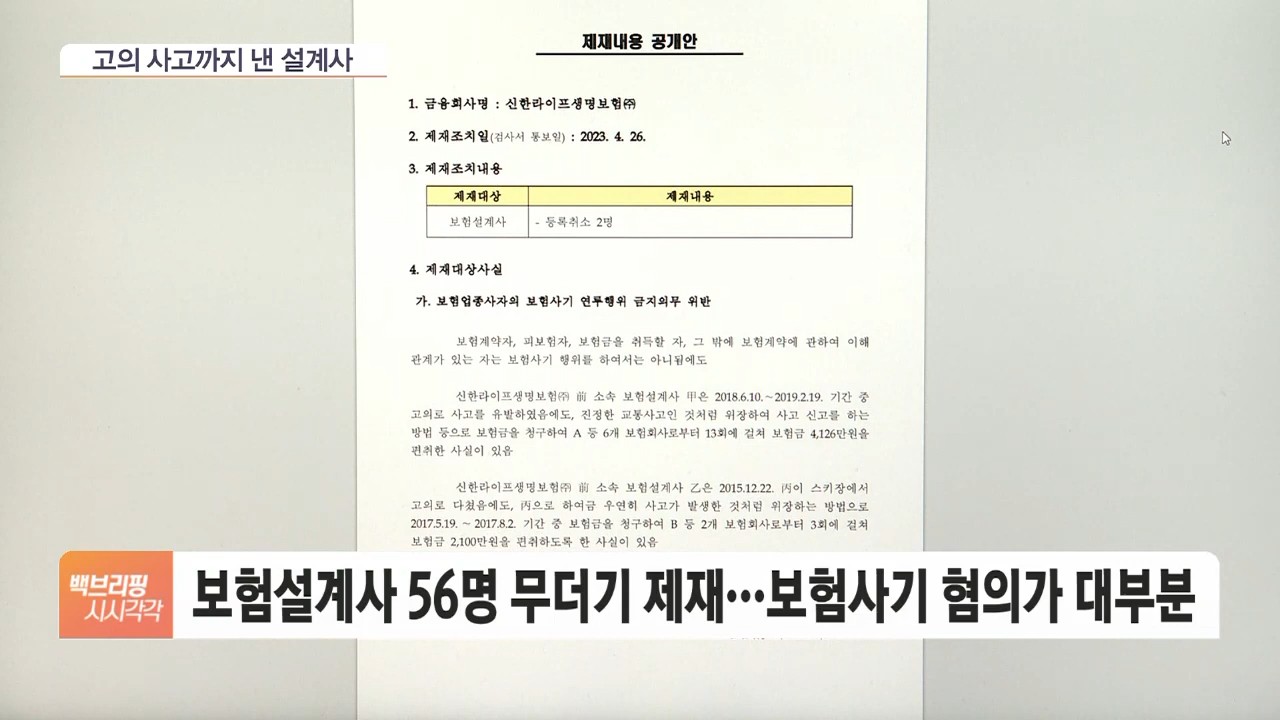 고의 사고까지 낸 설계사
제재내용 공개안
1. 금융회사명 : 신한라이프생명보험㈜
2. 제재조치일(검사서 통보일) : 2023. 4. 26.
3. 제재조치내용
제재대상 제재내용
보험설계사 - 등록취소 2명
4. 제재대상사실
가. 보험업종사자의 보험사기 연루행위 금지의무 위반
보험계약자, 피보험자, 보험금을 취득할 자, 그 밖에 보험계약에 관하여 이해
관계가 있는 자는 보험사기 행위를 하여서는 아니됨에도
신한라이프생명보험㈜ 前 소속 보험설계사 甲은 2018.6.10.~2019.2.19. 기간 중
고의로 사고를 유발하였음에도, 진정한 교통사고인 것처럼 위장하여 사고 신고를 하는
방법 등으로 보험금을 청구하여 A 등 6개 보험회사로부터 13회에 걸쳐 보험금 4,126만원을
편취한 사실이 있음
신한라이프생명보험㈜ 前 소속 보험설계사 乙은 2015.12.22. 丙이 스키장에서
고의로 다쳤음에도, 丙으로 하여금 우연히 사고가 발생한 것처럼 위장하는 방법으로
2017.5.19. ~ 2017.8.2. 기간 중 보험금을 청구하여 B 등 2개 보험회사로부터 3회에 걸쳐
보험금 2,100만원을 편취하도록 한 사실이 있음
백브리핑
시시각각
보험설계사 56명 무더기 제재…보험사기 혐의가 대부분